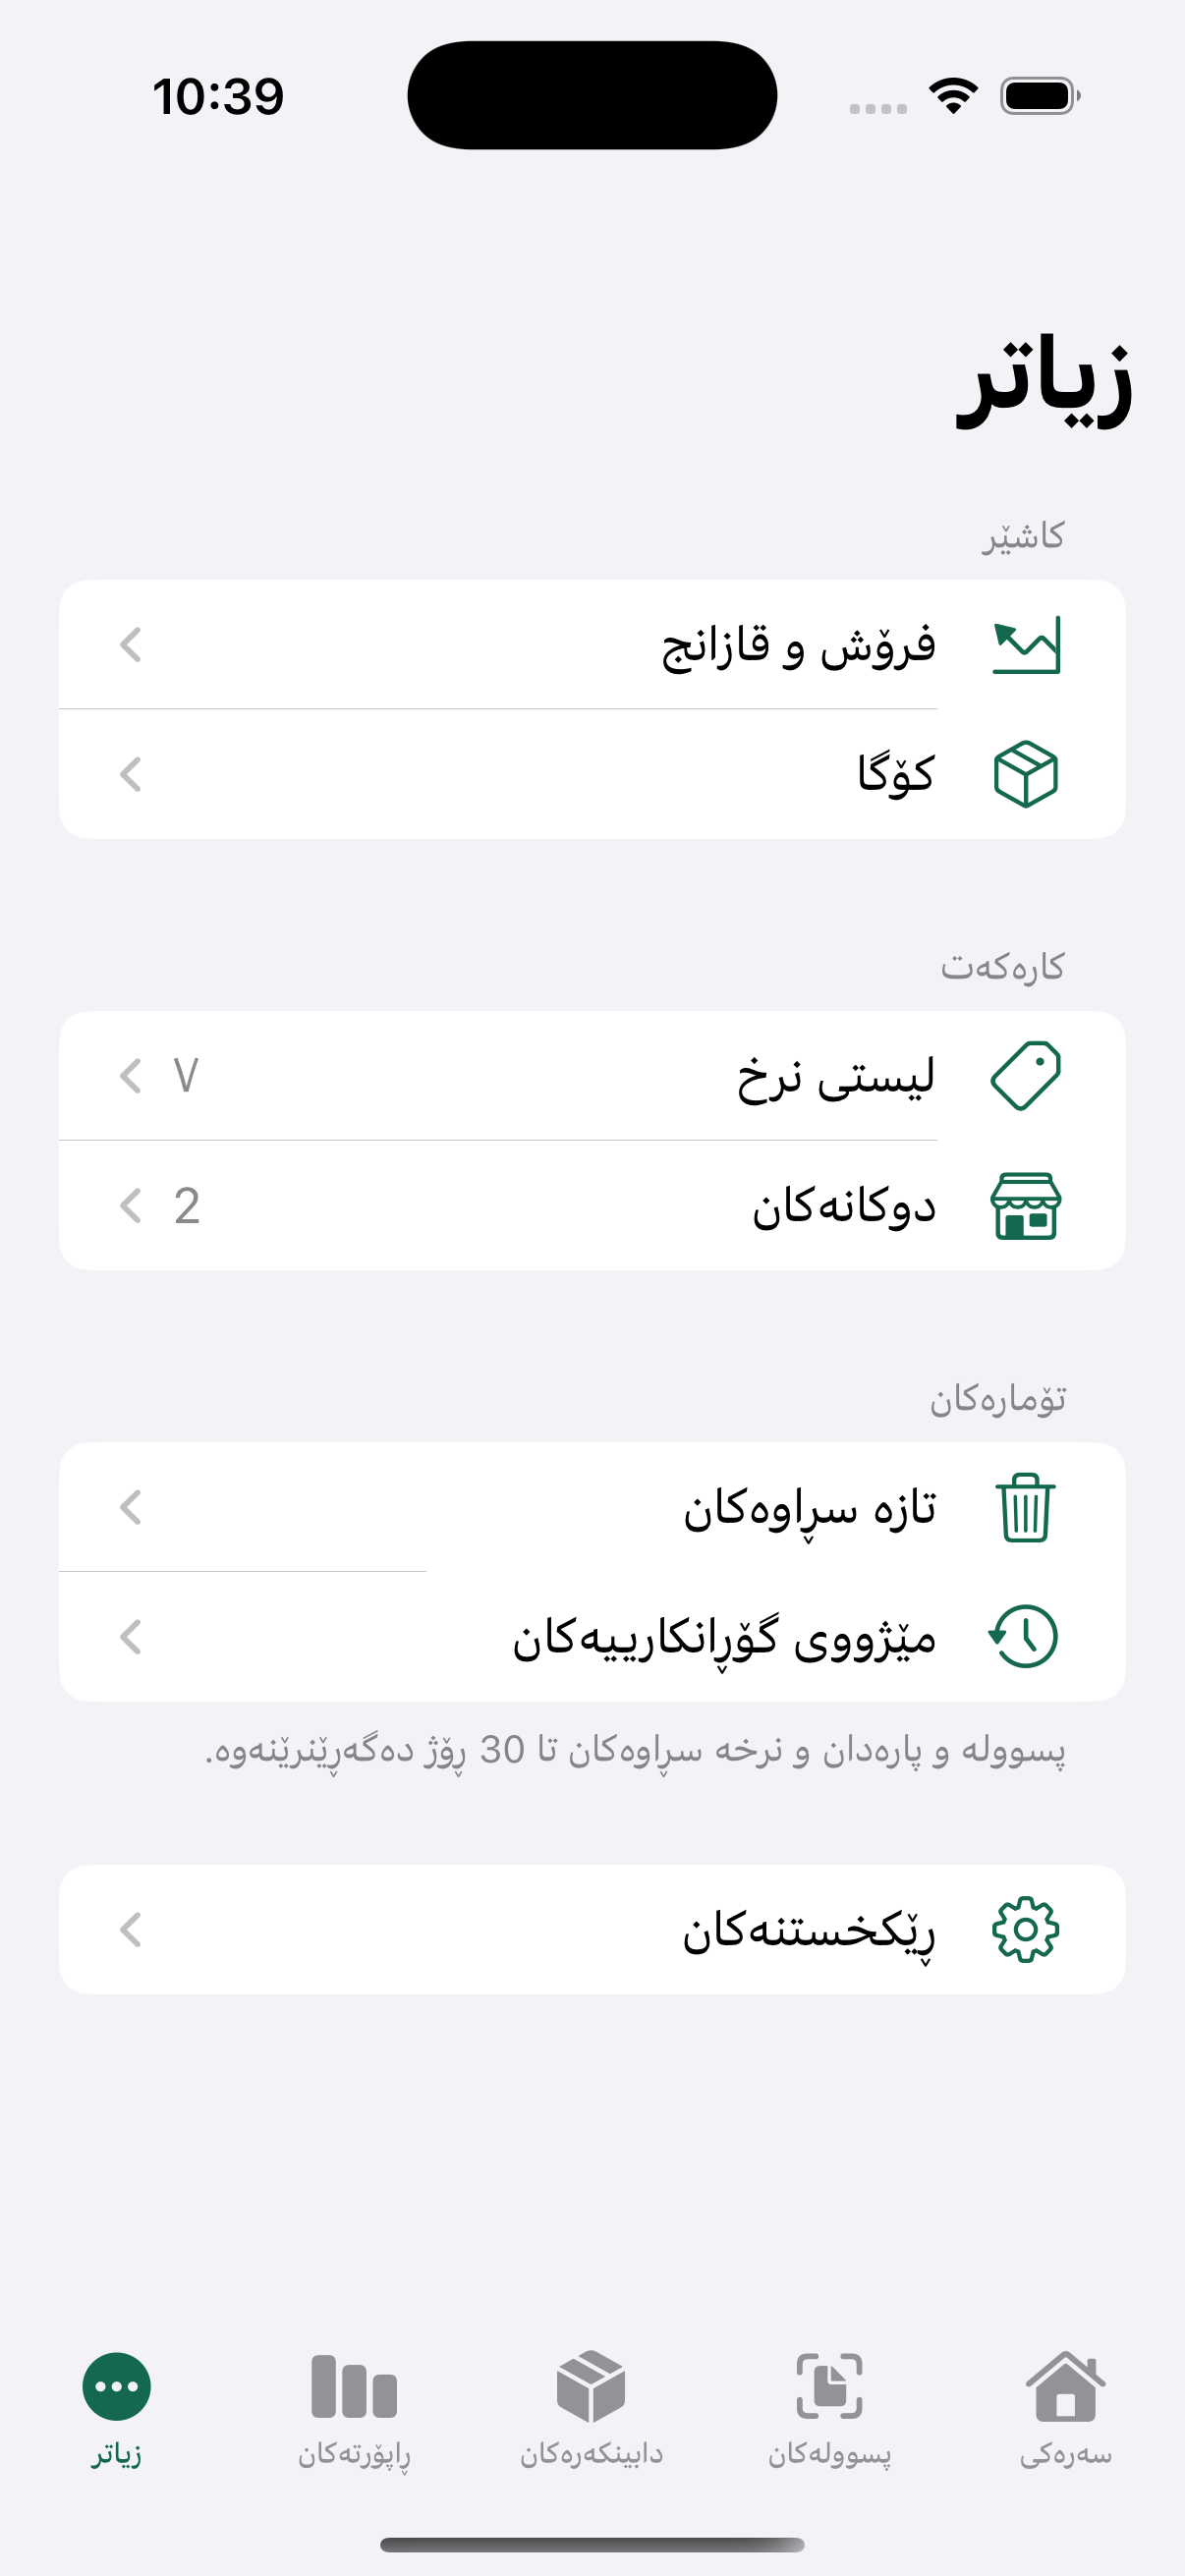 10:39
زیاتر
کاشێر
فرۆش و قازانج
کۆگا
کارەکەت
لیستی نرخ ٧
دوکانەکان 2
تۆمارەکان
تازە سڕاوەکان
مێژووی گۆڕانکارییەکان
پسوولە و پارەدان و نرخە سڕاوەکان تا 30 ڕۆژ دەگەڕێنرێنەوە.
ڕێکخستنەکان
سەرەکی
پسوولەکان
دابینکەرەکان
ڕاپۆرتەکان
زیاتر